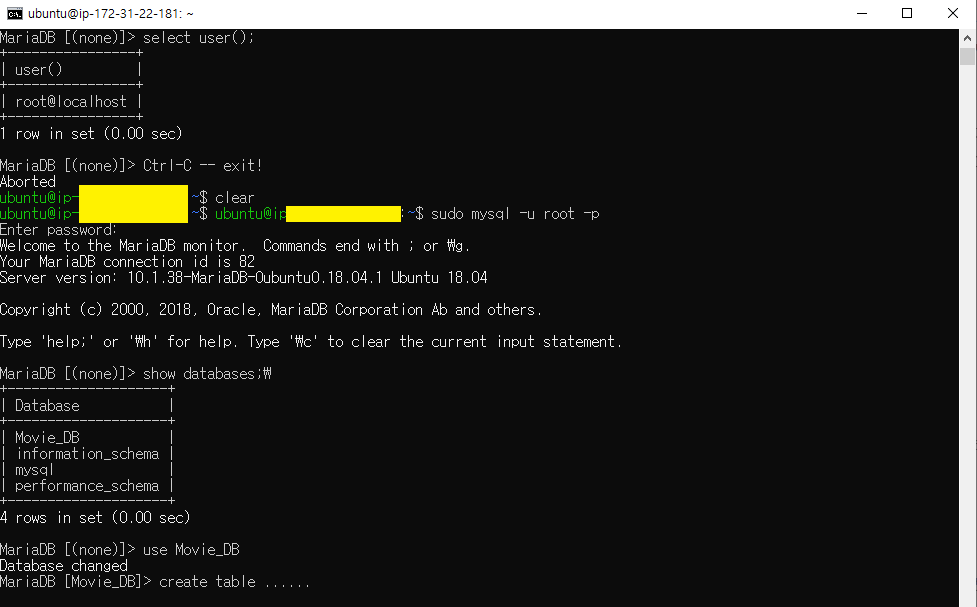 ubuntu@ip-172-31-22-181: ~
MariaDB [(none)]> select user();
+----------------+
| user()         |
+----------------+
| root@localhost |
+----------------+
1 row in set (0.00 sec)
MariaDB [(none)]> Ctrl-C -- exit!
Aborted
ubuntu@ip- ~$ clear
ubuntu@ip- ~$ ubuntu@ip :~$ sudo mysql -u root -p
Enter password:
Welcome to the MariaDB monitor.  Commands end with ; or ₩g.
Your MariaDB connection id is 82
Server version: 10.1.38-MariaDB-0ubuntu0.18.04.1 Ubuntu 18.04
Copyright (c) 2000, 2018, Oracle, MariaDB Corporation Ab and others.
Type 'help;' or '₩h' for help. Type '₩c' to clear the current input statement.
MariaDB [(none)]> show databases;₩
+--------------------+
| Database           |
+--------------------+
| Movie_DB           |
| information_schema |
| mysql              |
| performance_schema |
+--------------------+
4 rows in set (0.00 sec)
MariaDB [(none)]> use Movie_DB
Database changed
MariaDB [Movie_DB]> create table ......